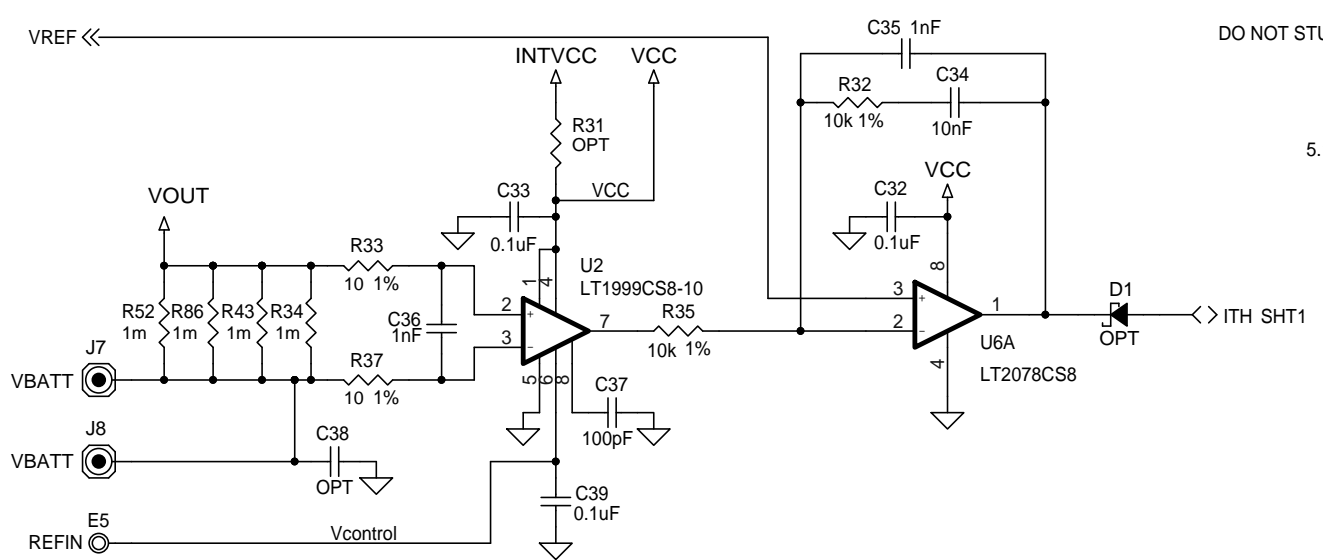 VREF
C35 1nF
DO NOT STU
INTVCC
VCC
C34
R32
10k 1%
10nF
R31
OPT
5.
VCC
VOUT
C33
VCC
C32
0.1uF
0.1uF
R33
10 1%
1
4
U2
LT1999CS8-10
8
R52
1m
R86
1m
R43
1m
R34
1m
C36
1nF
2
+
3
-
7
R35
10k 1%
3
+
2
-
1
D1
OPT
ITH SHT1
U6A
4
LT2078CS8
J7
VBATT
R37
10 1%
5
6
8
C37
100pF
J8
VBATT
C38
OPT
C39
0.1uF
E5
REFIN
Vcontrol